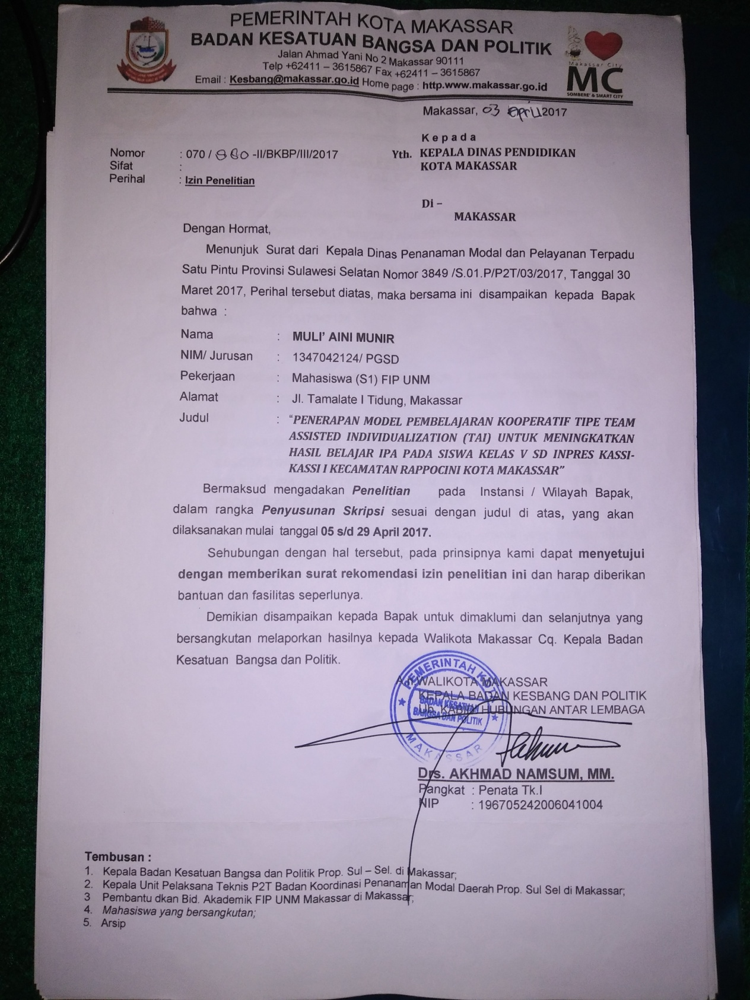 PEMERINTAH KOTA MAKASSAR
BADAN KESATUAN BANGSA DAN POLITIK
Jalan Ahmad Yani No 2 Makassar 90111
Telp +62411 – 3615867 Fax +62411 – 3615867
Email : Kesbang@makassar.go.id Home page : http.www.makassar.go.id
Makassar City
MC
SOMBERE' & SMART CITY
Makassar, 03 April 2017
Kepada
Yth. KEPALA DINAS PENDIDIKAN
KOTA MAKASSAR
Di –
MAKASSAR
Nomor : 070 / 860 -II/BKBP/III/2017
Sifat :
Perihal : Izin Penelitian
Dengan Hormat,
Menunjuk Surat dari Kepala Dinas Penanaman Modal dan Pelayanan Terpadu
Satu Pintu Provinsi Sulawesi Selatan Nomor 3849 /S.01.P/P2T/03/2017, Tanggal 30
Maret 2017, Perihal tersebut diatas, maka bersama ini disampaikan kepada Bapak
bahwa :
Nama : MULI' AINI MUNIR
NIM/ Jurusan : 1347042124/ PGSD
Pekerjaan : Mahasiswa (S1) FIP UNM
Alamat : Jl. Tamalate I Tidung, Makassar
Judul : "PENERAPAN MODEL PEMBELAJARAN KOOPERATIF TIPE TEAM
ASSISTED INDIVIDUALIZATION (TAI) UNTUK MENINGKATKAN
HASIL BELAJAR IPA PADA SISWA KELAS V SD INPRES KASSI-
KASSI I KECAMATAN RAPPOCINI KOTA MAKASSAR"
Bermaksud mengadakan Penelitian pada Instansi / Wilayah Bapak,
dalam rangka Penyusunan Skripsi sesuai dengan judul di atas, yang akan
dilaksanakan mulai tanggal 05 s/d 29 April 2017.
Sehubungan dengan hal tersebut, pada prinsipnya kami dapat menyetujui
dengan memberikan surat rekomendasi izin penelitian ini dan harap diberikan
bantuan dan fasilitas seperlunya.
Demikian disampaikan kepada Bapak untuk dimaklumi dan selanjutnya yang
bersangkutan melaporkan hasilnya kepada Walikota Makassar Cq. Kepala Badan
Kesatuan Bangsa dan Politik.
A.n WALIKOTA MAKASSAR
KEPALA BADAN KESBANG DAN POLITIK
Ub. KABID HUBUNGAN ANTAR LEMBAGA
PEMERINTAH KOTA
BADAN KESATUAN
BANGSA DAN POLITIK
MAKASSAR
Drs. AKHMAD NAMSUM, MM.
Pangkat : Penata Tk.I
NIP : 196705242006041004
Tembusan :
1. Kepala Badan Kesatuan Bangsa dan Politik Prop. Sul – Sel. di Makassar;
2. Kepala Unit Pelaksana Teknis P2T Badan Koordinasi Penanaman Modal Daerah Prop. Sul Sel di Makassar;
3 Pembantu dkan Bid. Akademik FIP UNM Makassar di Makassar;
4. Mahasiswa yang bersangkutan;
5. Arsip